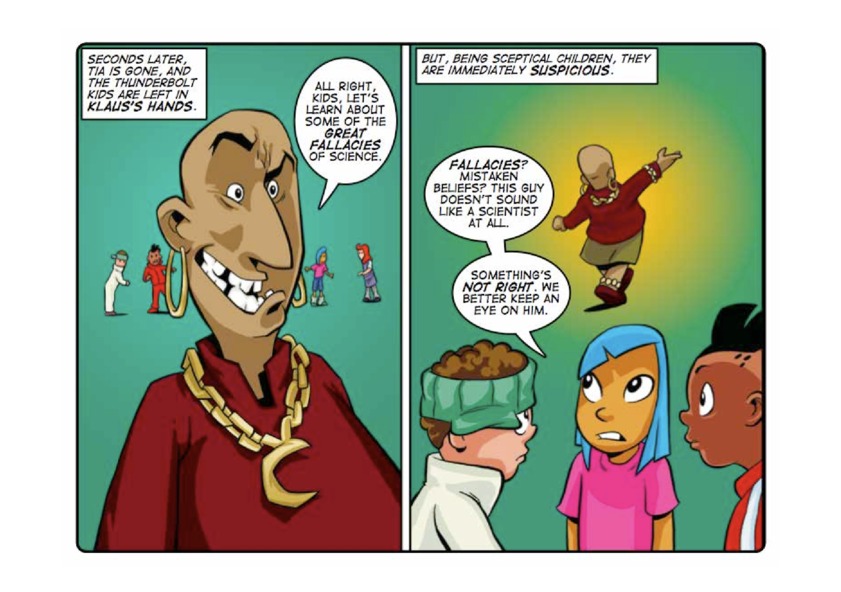 SECONDS LATER,
TIA IS GONE, AND
THE THUNDERBOLT
KIDS ARE LEFT IN
KLAUS'S HANDS.
ALL RIGHT,
KIDS, LET'S
LEARN ABOUT
SOME OF THE
GREAT
FALLACIES
OF SCIENCE.
BUT, BEING SCEPTICAL CHILDREN, THEY
ARE IMMEDIATELY SUSPICIOUS.
FALLACIES?
MISTAKEN
BELIEFS? THIS GUY
DOESN'T SOUND
LIKE A SCIENTIST
AT ALL.
SOMETHING'S
NOT RIGHT. WE
BETTER KEEP AN
EYE ON HIM.